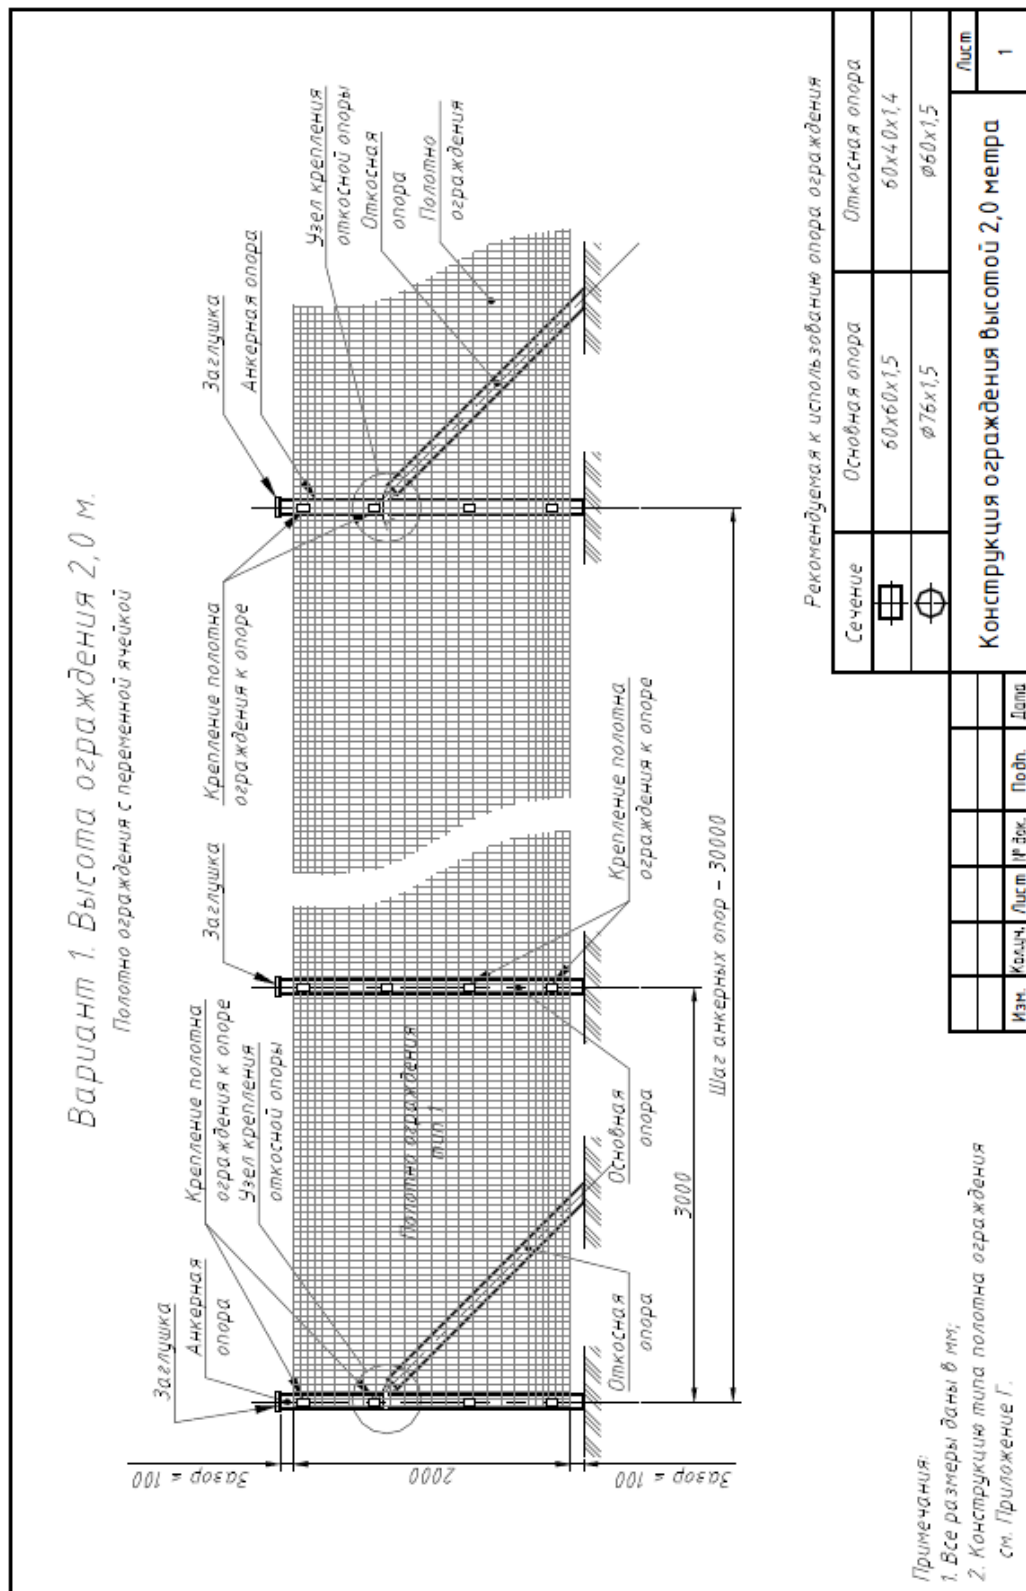 Вариант 1. Высота ограждения 2,0 м.
Полотно ограждения с переменной ячейкой
Заглушка
Анкерная
опора
Крепление полотна
ограждения к опоре
Узел крепления
откосной опоры
Заглушка
Крепление полотна
ограждения к опоре
Заглушка
Анкерная опора
Узел крепления
откосной опоры
Откосная
опора
Полотно
ограждения
Полотно ограждения
тип 1
Зазор ≤ 100
2000
Зазор ≤ 100
Откосная
опора
Основная
опора
Крепление полотна
ограждения к опоре
3000
Шаг анкерных опор – 30000
Рекомендуемая к использованию опора ограждения
Сечение Основная опора Откосная опора
60х60х1,5 60х40х1,4
ø76х1,5 ø60х1,5
Примечания:
1. Все размеры даны в мм;
2. Конструкцию типа полотна ограждения
см. Приложение Г.
Изм. Кол.уч. Лист № док. Подп. Дата
Конструкция ограждения высотой 2,0 метра
Лист
1